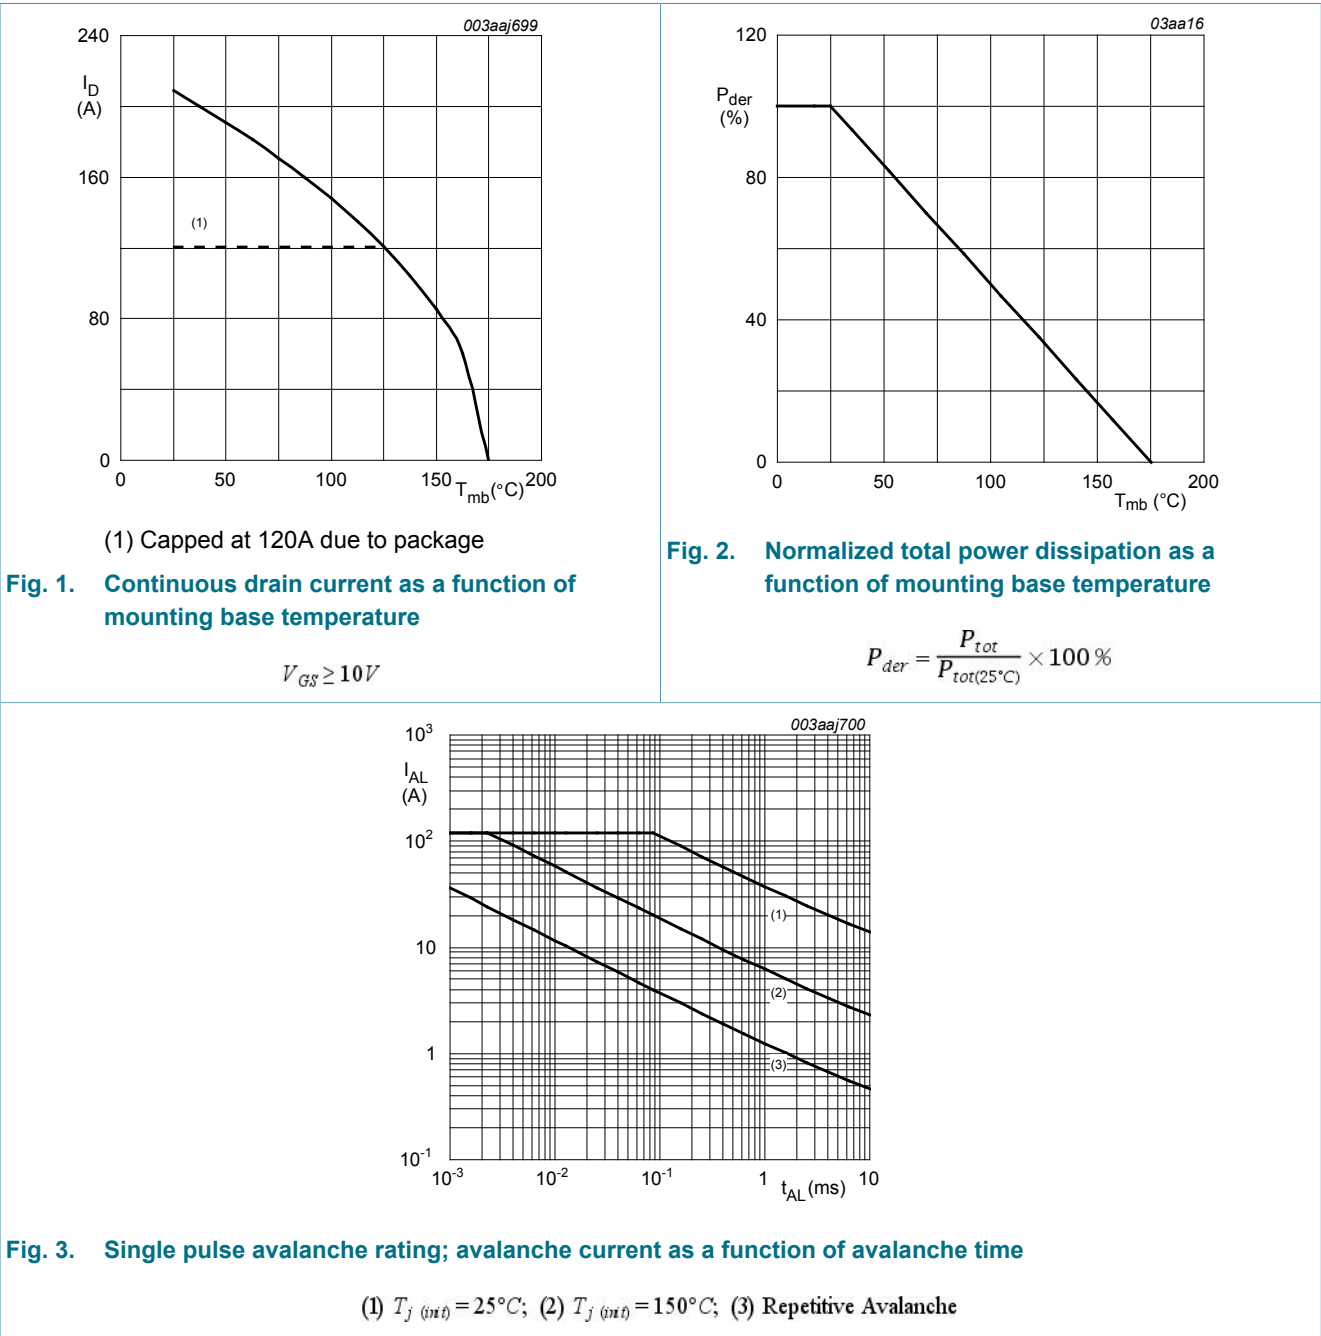 003aaj699
240
I_D
(A)
160
(1)
80
0
0 50 100 150 T_mb(°C) 200
(1) Capped at 120A due to package
Fig. 1. Continuous drain current as a function of
mounting base temperature
V_GS ≥ 10V
03aa16
120
P_der
(%)
80
40
0
0 50 100 150 200
T_mb (°C)
Fig. 2. Normalized total power dissipation as a
function of mounting base temperature
P_der = P_tot / P_tot(25°C) × 100 %
003aaj700
10^3
I_AL
(A)
10^2
10
(1)
(2)
1
(3)
10^-1
10^-3 10^-2 10^-1 1 t_AL(ms) 10
Fig. 3. Single pulse avalanche rating; avalanche current as a function of avalanche time
(1) T_j (init) = 25°C; (2) T_j (init) = 150°C; (3) Repetitive Avalanche